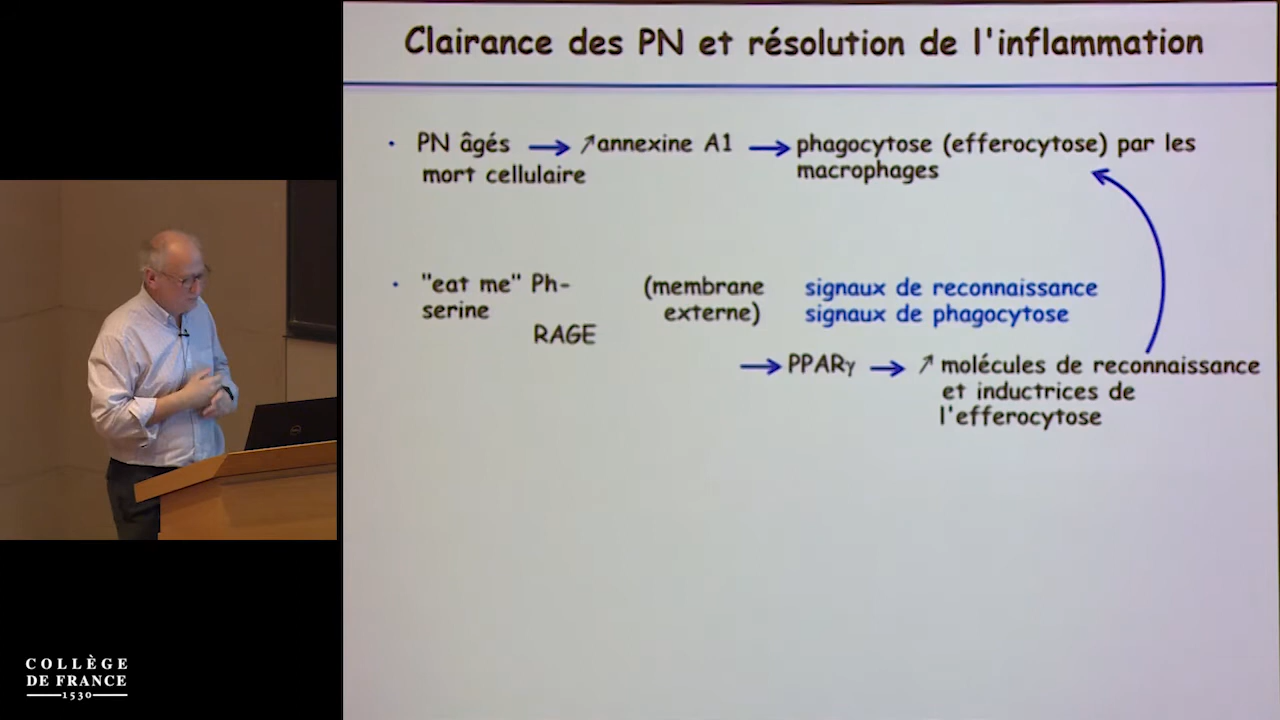 Clairance des PN et résolution de l'inflammation
• PN âgés → ↗annexine A1 → phagocytose (efferocytose) par les
mort cellulaire macrophages
• "eat me" Ph- (membrane signaux de reconnaissance
serine externe) signaux de phagocytose
RAGE
→ PPARγ → ↗ molécules de reconnaissance
et inductrices de
l'efferocytose
COLLÈGE
DE FRANCE
1530